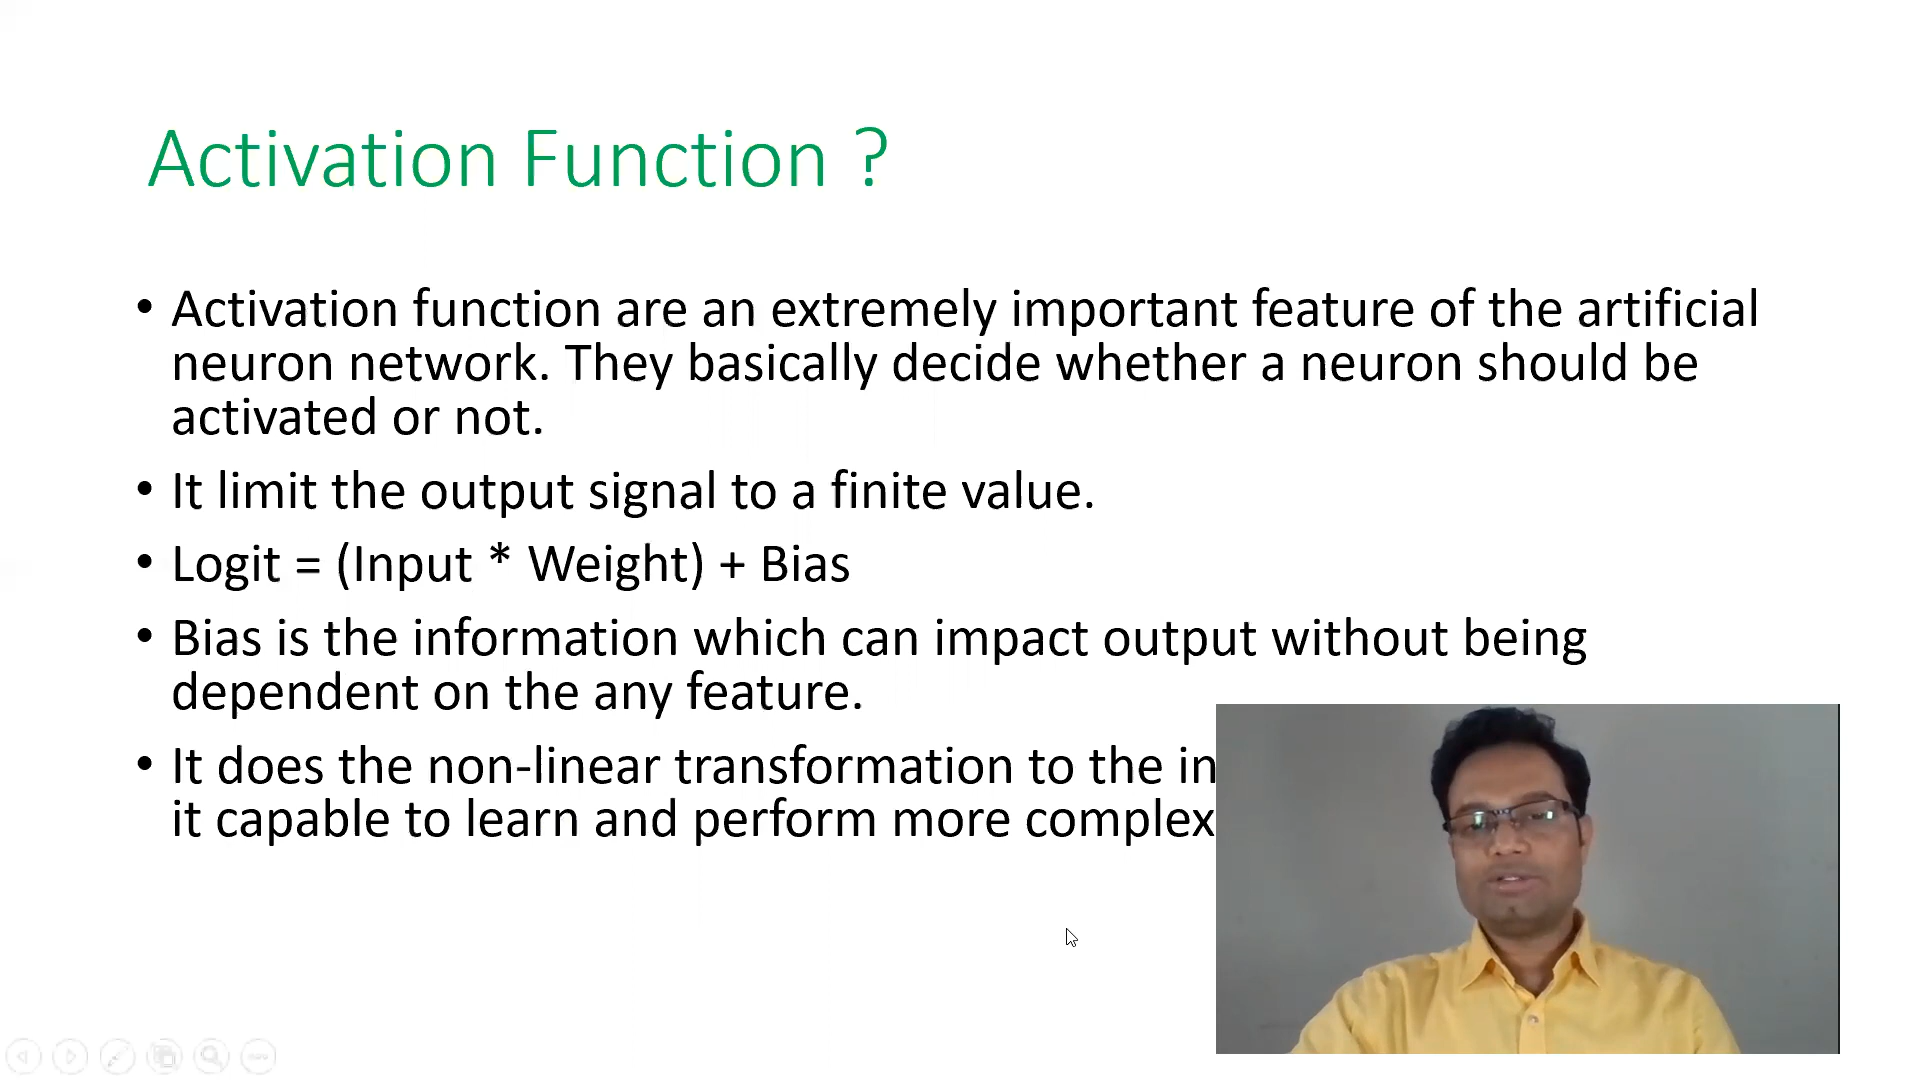 Activation Function ?
• Activation function are an extremely important feature of the artificial
neuron network. They basically decide whether a neuron should be
activated or not.
• It limit the output signal to a finite value.
• Logit = (Input * Weight) + Bias
• Bias is the information which can impact output without being
dependent on the any feature.
• It does the non-linear transformation to the in
it capable to learn and perform more complex